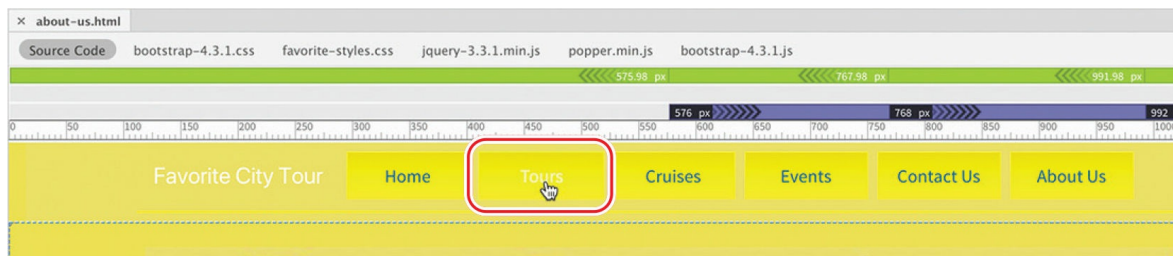 × about-us.html
Source Code bootstrap-4.3.1.css favorite-styles.css jquery-3.3.1.min.js popper.min.js bootstrap-4.3.1.js
575.98 px 767.98 px 991.98 px
576 px 768 px 992
0 50 100 150 200 250 300 350 400 450 500 550 600 650 700 750 800 850 900 950 100
Favorite City Tour Home Tours Cruises Events Contact Us About Us